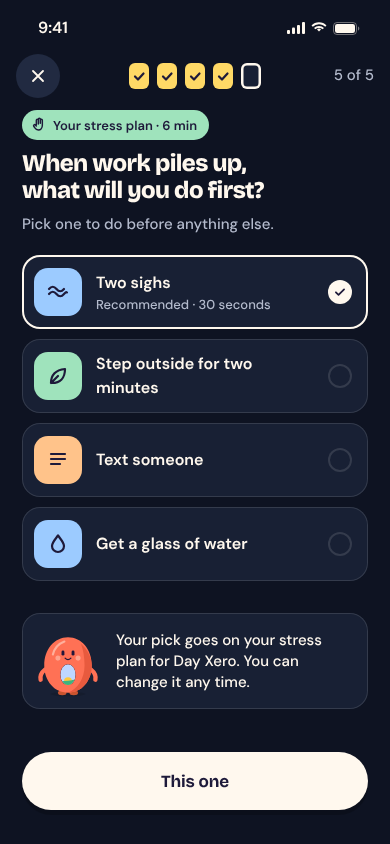 9:41
5 of 5
Your stress plan · 6 min
When work piles up,
what will you do first?
Pick one to do before anything else.
Two sighs
Recommended · 30 seconds
Step outside for two
minutes
Text someone
Get a glass of water
Your pick goes on your stress
plan for Day Xero. You can
change it any time.
This one